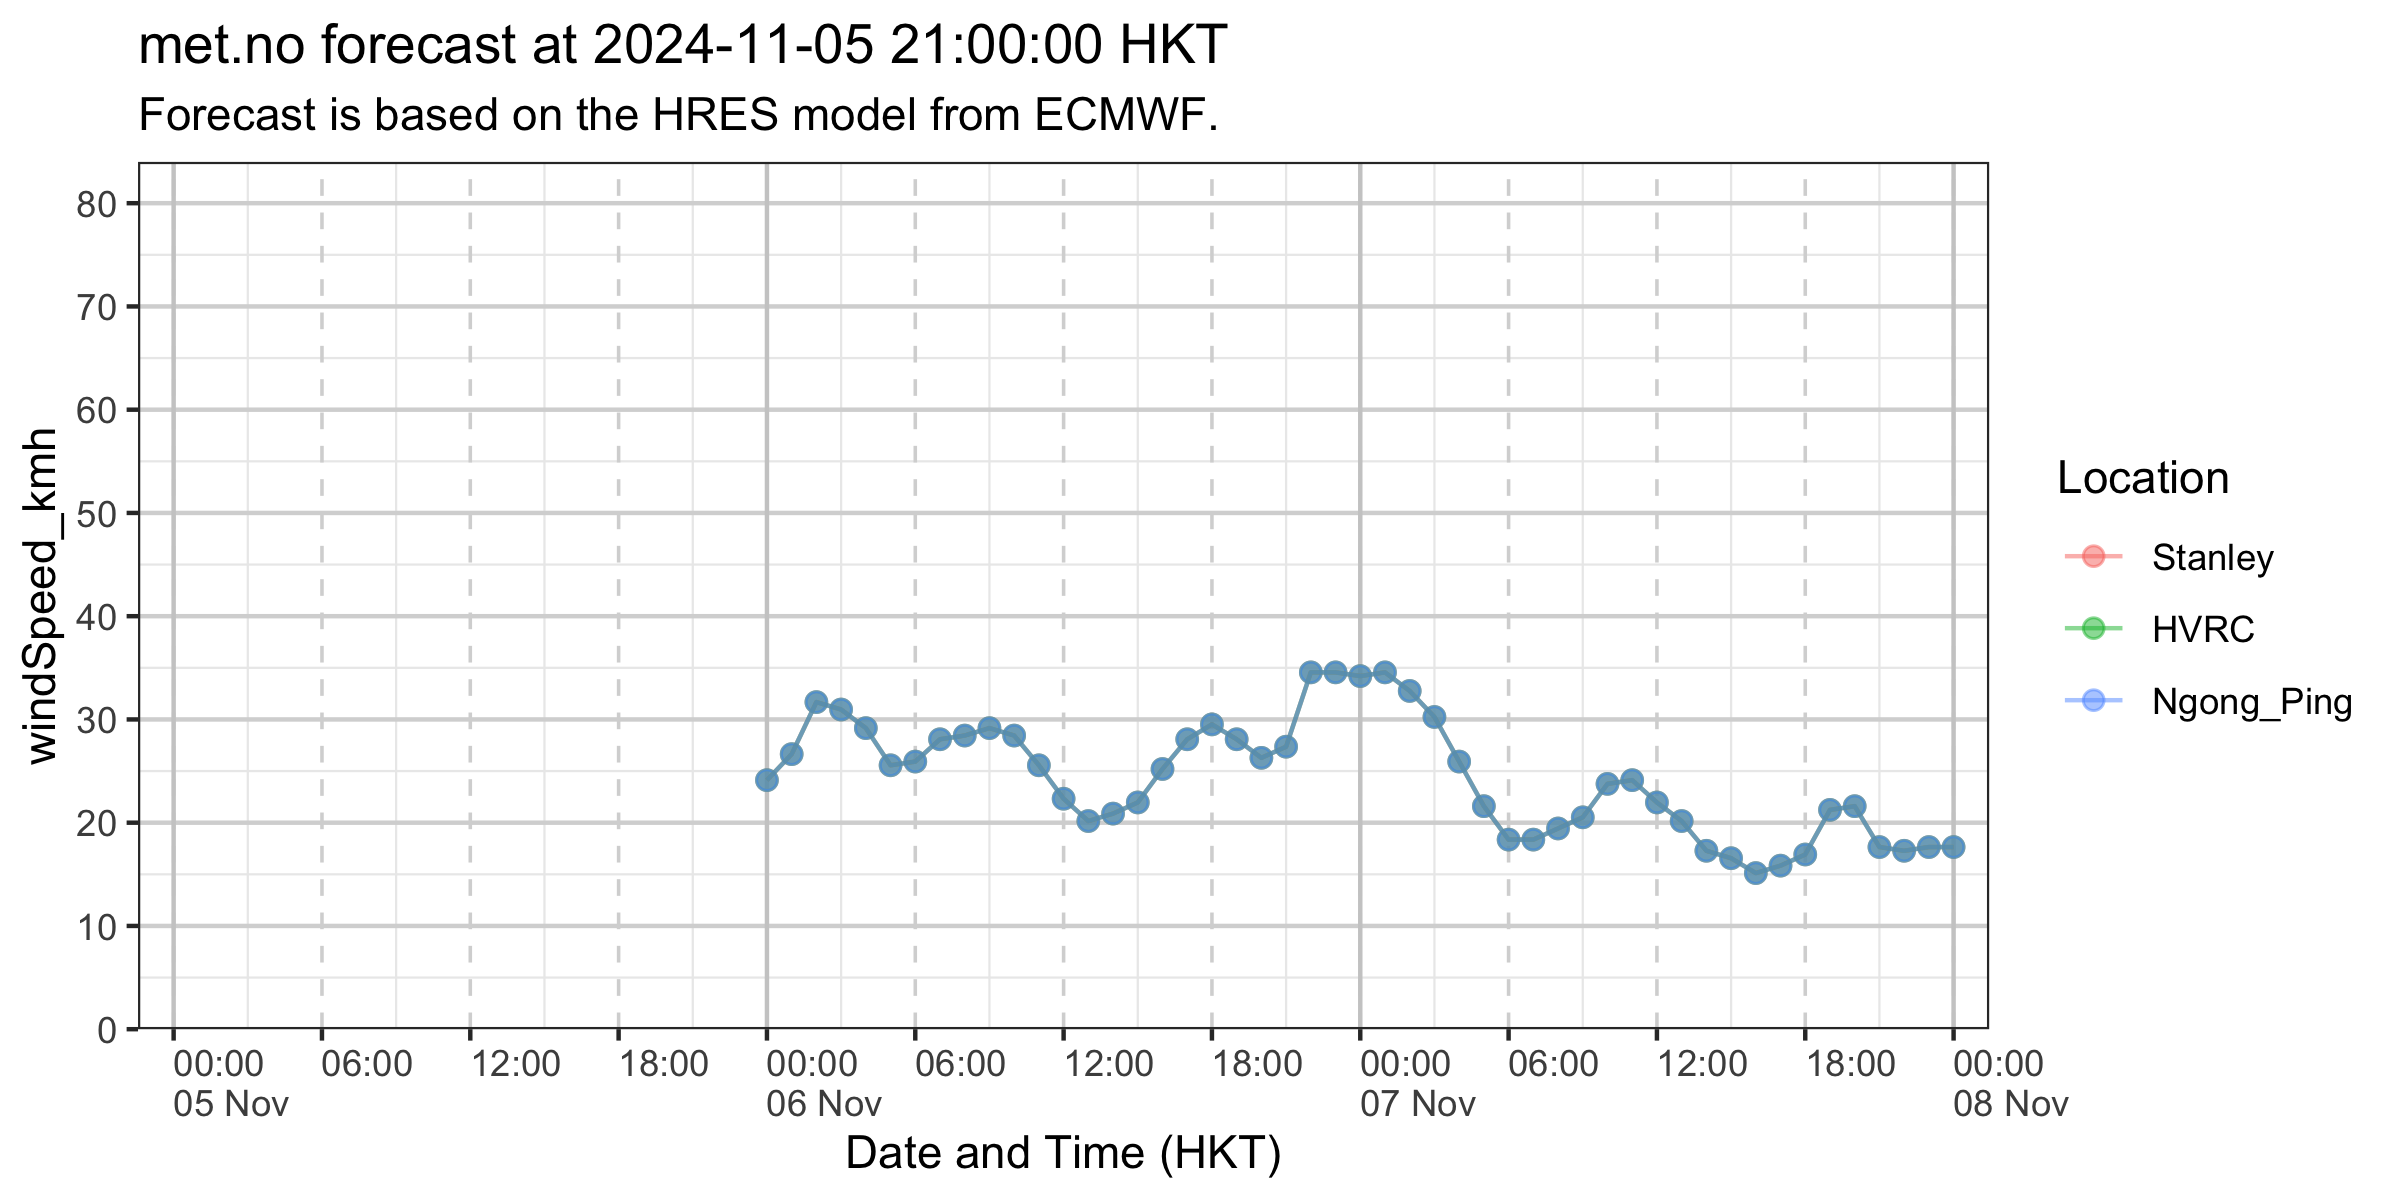 met.no forecast at 2024-11-05 21:00:00 HKT
Forecast is based on the HRES model from ECMWF.
windSpeed_kmh
80
70
60
50
40
30
20
10
0
00:00 06:00 12:00 18:00 00:00 06:00 12:00 18:00 00:00 06:00 12:00 18:00 00:00
05 Nov 06 Nov 07 Nov 08 Nov
Date and Time (HKT)
Location
Stanley
HVRC
Ngong_Ping